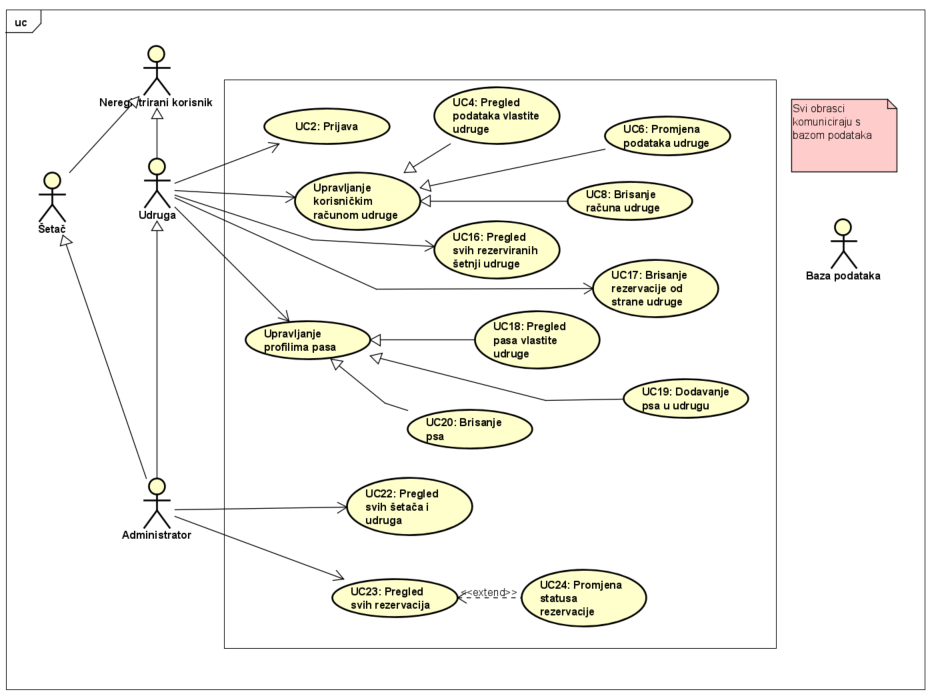 uc
Neregistrirani korisnik
Svi obrasci
komuniciraju s
bazom podataka
UC4: Pregled
podataka vlastite
udruge
UC2: Prijava
UC6: Promjena
podataka udruge
Šetač
Udruga
Upravljanje
korisničkim
računom udruge
UC8: Brisanje
računa udruge
UC16: Pregled
svih rezerviranih
šetnji udruge
Baza podataka
UC17: Brisanje
rezervacije od
strane udruge
Upravljanje
profilima pasa
UC18: Pregled
pasa vlastite
udruge
UC19: Dodavanje
psa u udrugu
UC20: Brisanje
psa
UC22: Pregled
svih šetača i
udruga
Administrator
UC23: Pregled
svih rezervacija
<<extend>>
UC24: Promjena
statusa
rezervacije